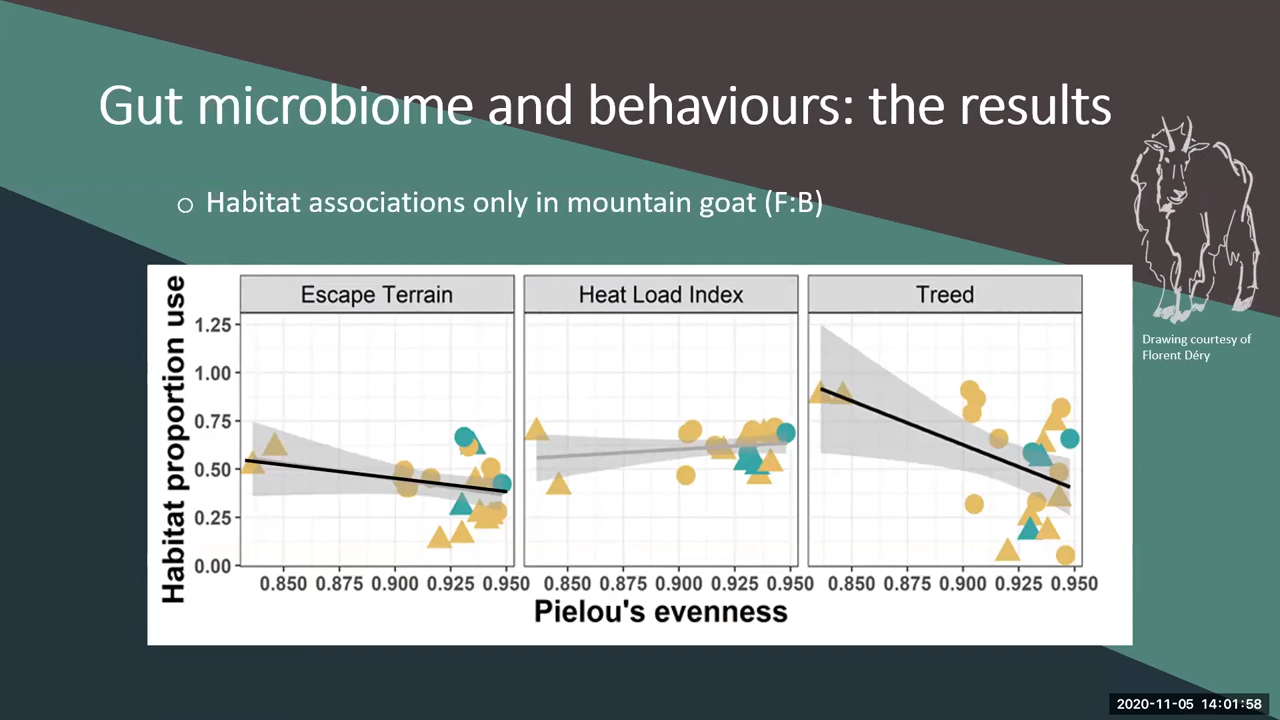 Gut microbiome and behaviours: the results
o Habitat associations only in mountain goat (F:B)
Drawing courtesy of
Florent Déry
Habitat proportion use
Escape Terrain
Heat Load Index
Treed
1.25
1.00
0.75
0.50
0.25
0.00
0.850 0.875 0.900 0.925 0.950
0.850 0.875 0.900 0.925 0.950
0.850 0.875 0.900 0.925 0.950
Pielou's evenness
2020-11-05 14:01:58